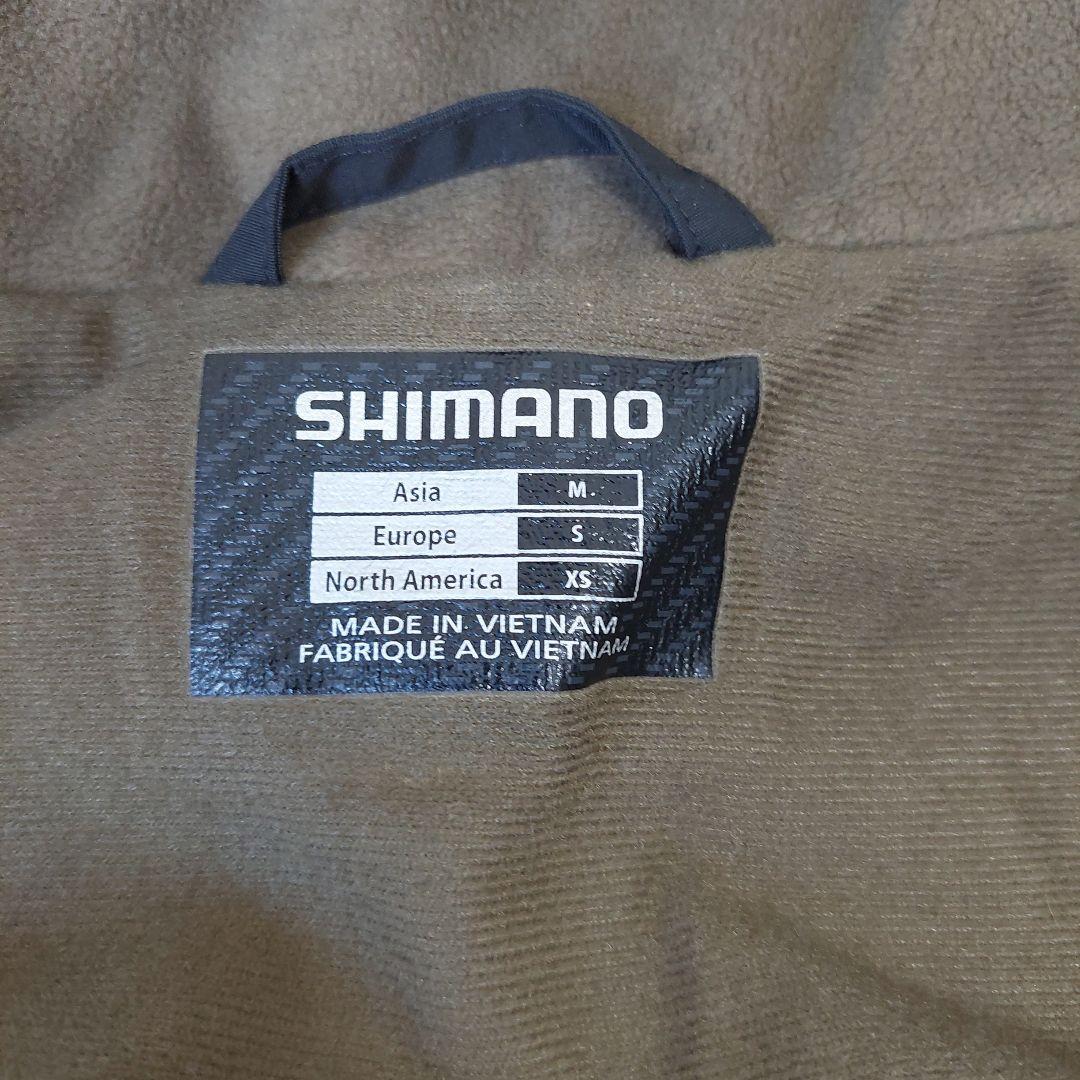 SHIMANO
Asia M
Europe S
North America XS
MADE IN VIETNAM
FABRIQUÉ AU VIETNAM